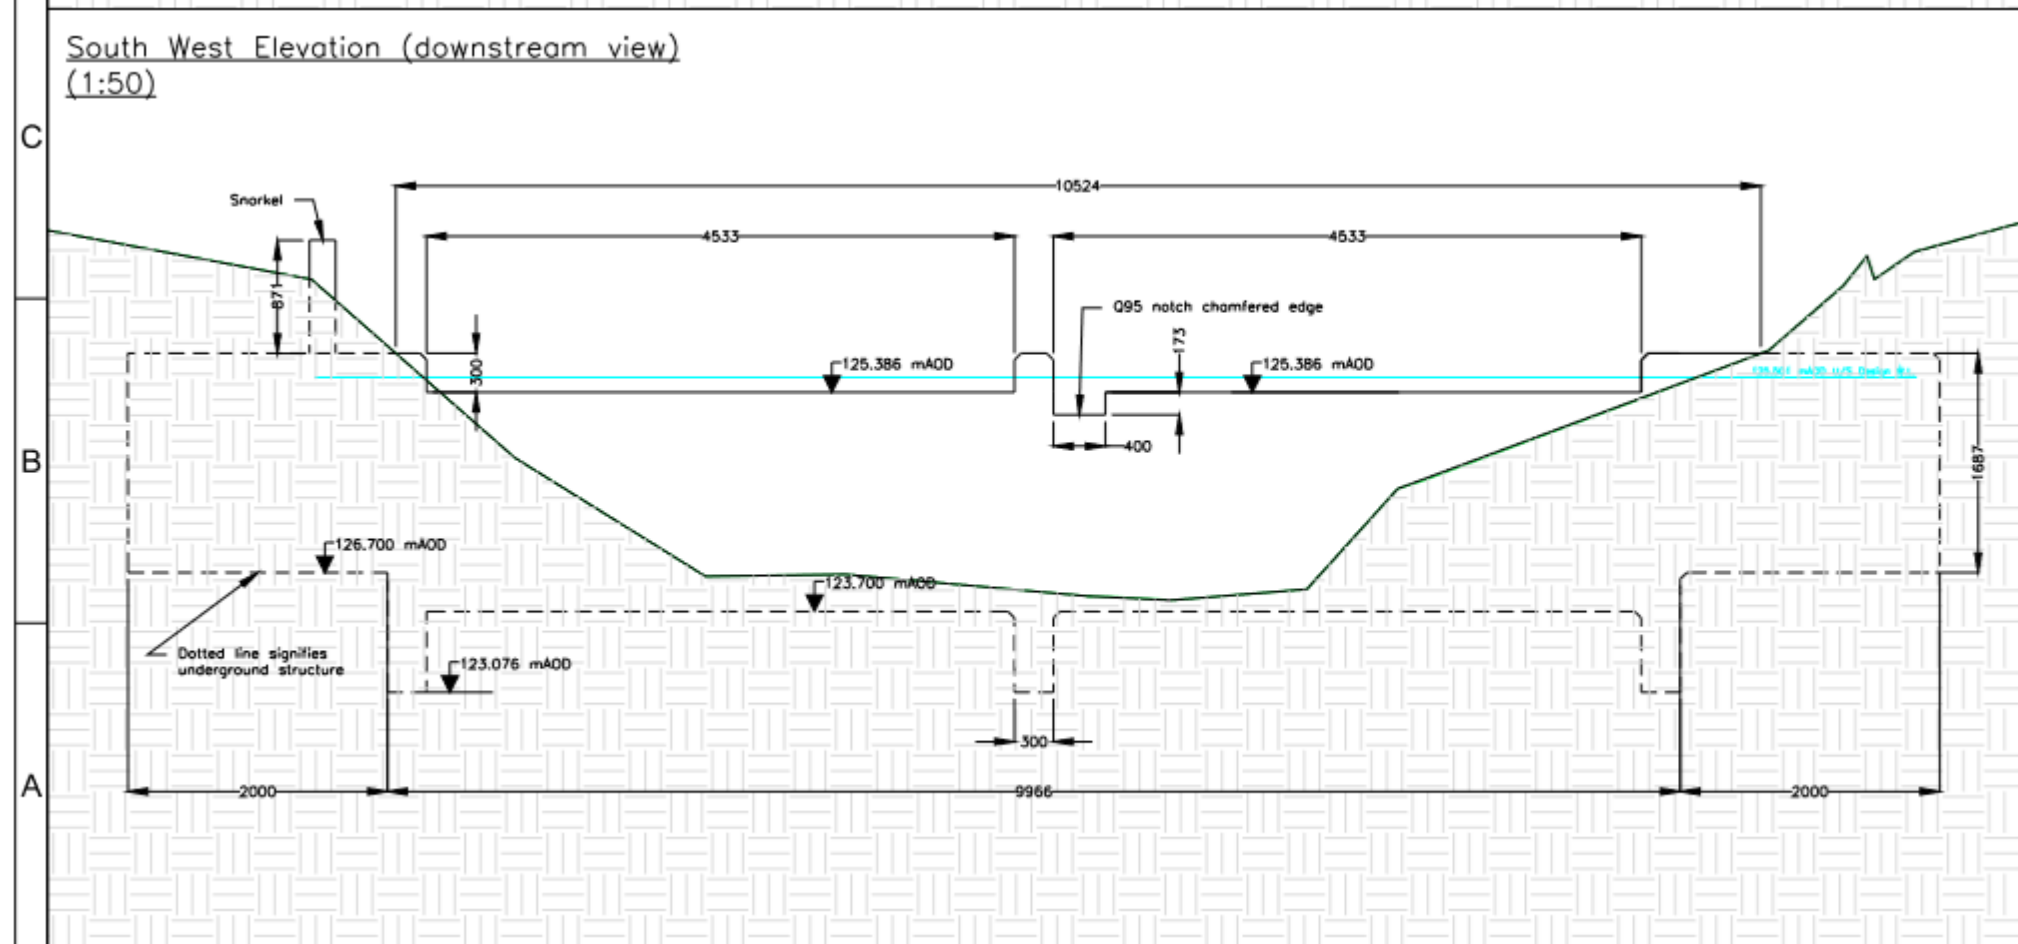 South West Elevation (downstream view)
(1:50)
C
10524
Snorkel
4533
4533
871
Q95 notch chamfered edge
173
300
125.386 mAOD
125.386 mAOD
400
B
1687
126.700 mAOD
123.700 mAOD
Dotted line signifies
underground structure
123.076 mAOD
300
A
2000
9966
2000